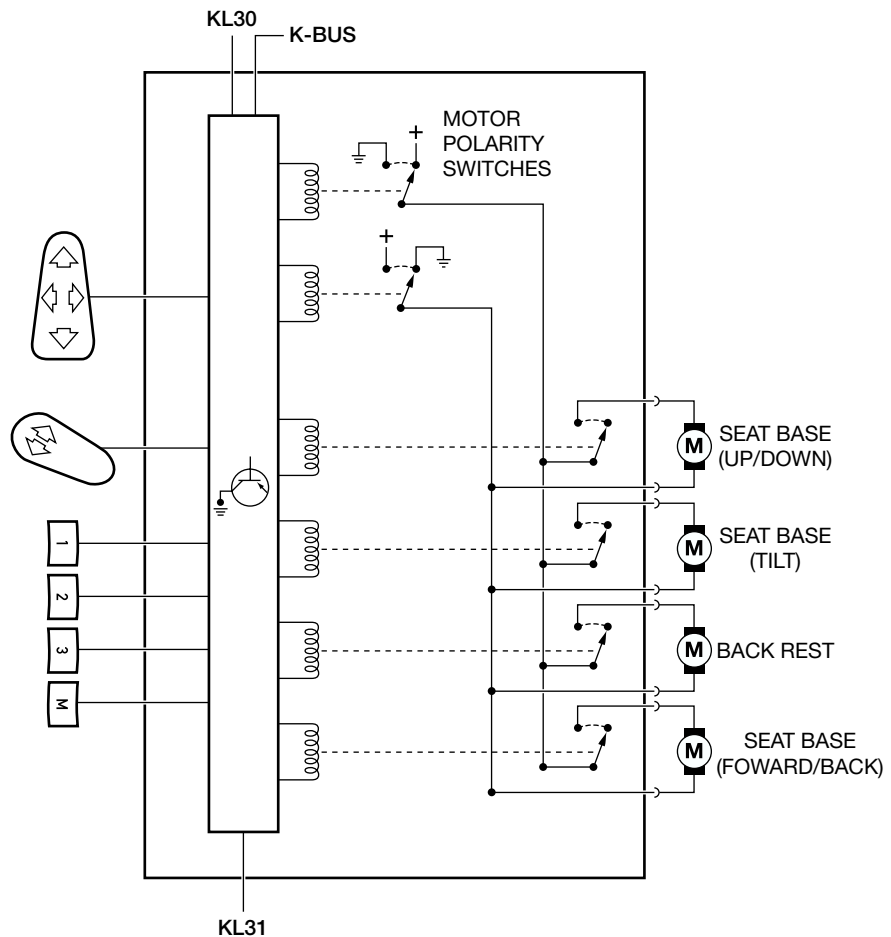 KL30
K-BUS
MOTOR
POLARITY
SWITCHES
+
+
SEAT BASE
(UP/DOWN)
M
SEAT BASE
(TILT)
M
1
2
BACK REST
M
3
M
SEAT BASE
(FOWARD/BACK)
M
KL31